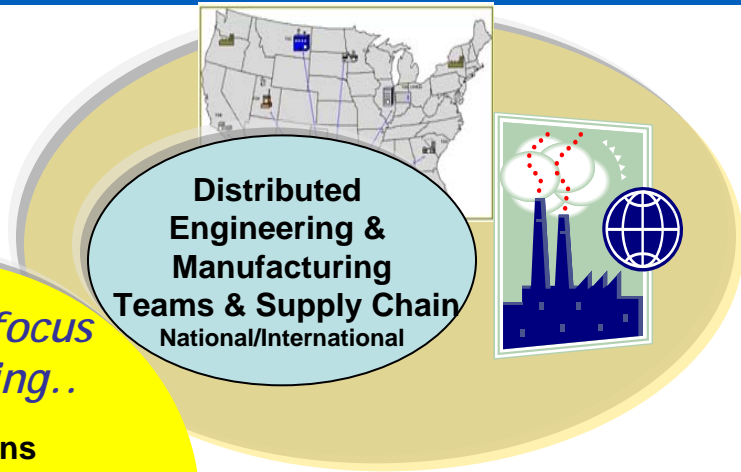 Distributed
Engineering &
Manufacturing
Teams & Supply Chain
National/International
focus
ing..
ns